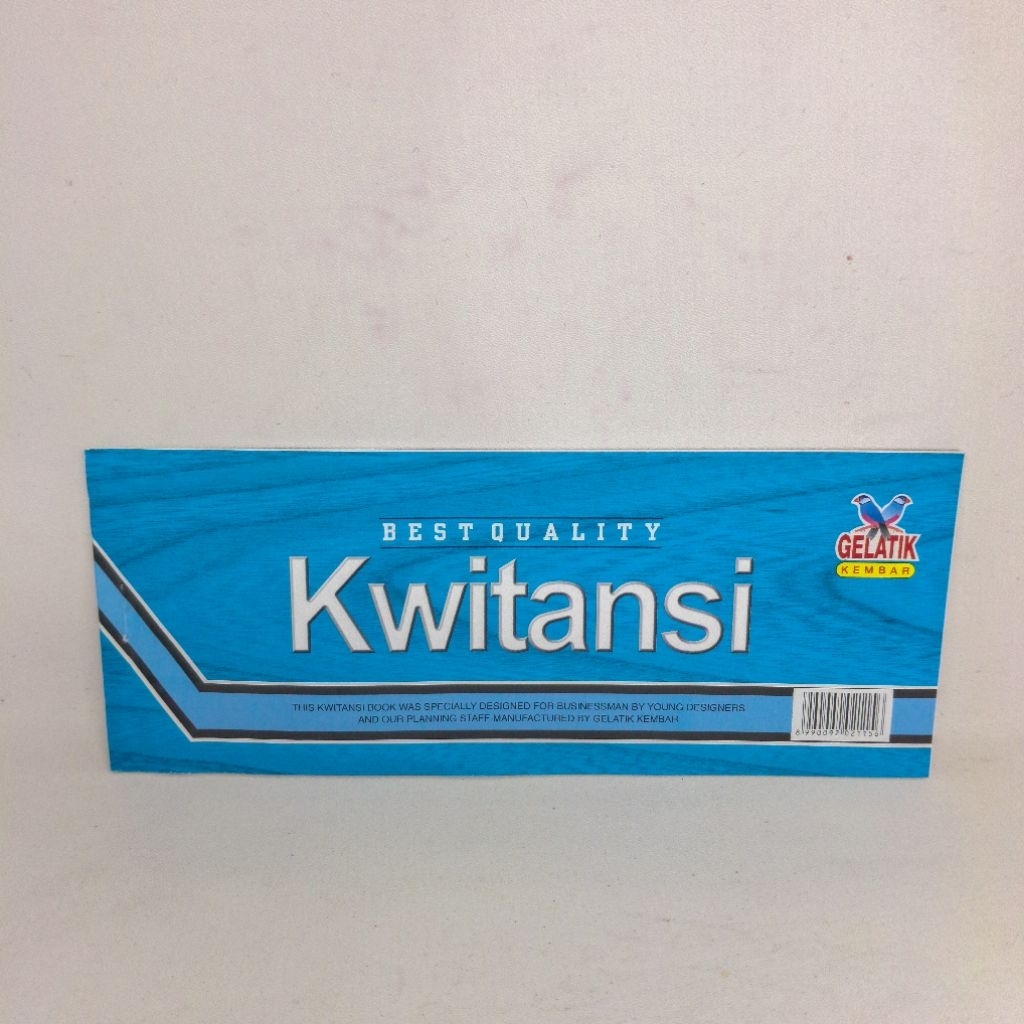 BEST QUALITY
Kwitansi
GELATIK
KEMBAR
THIS KWITANSI BOOK WAS SPECIALLY DESIGNED FOR BUSINESSMAN BY YOUNG DESIGNERS
AND OUR PLANNING STAFF MANUFACTURED BY GELATIK KEMBAR